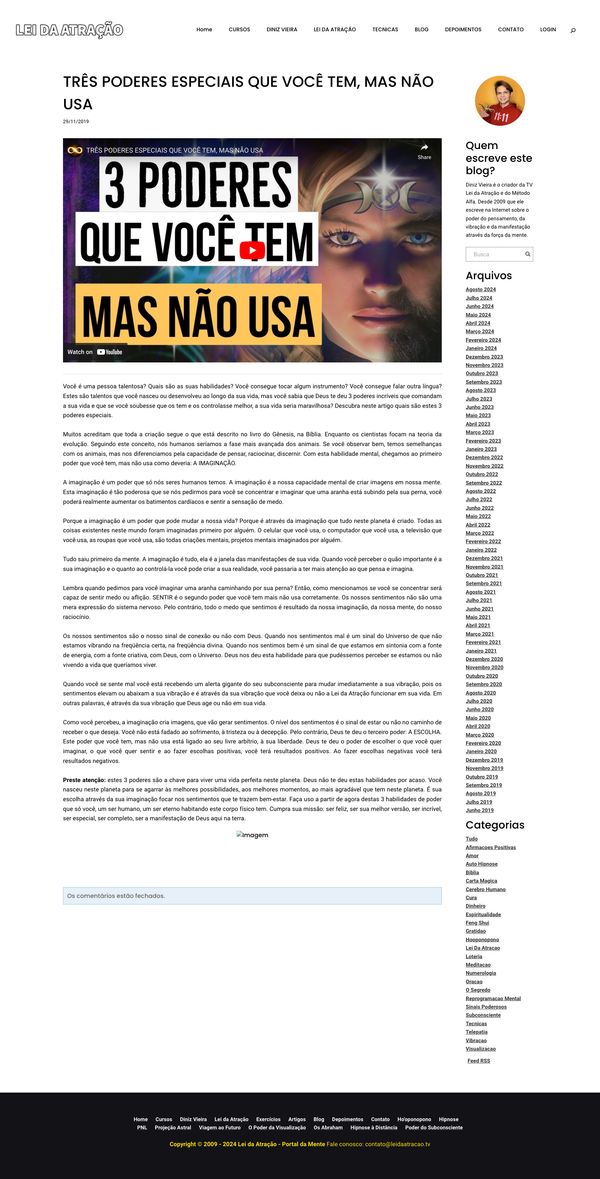 LEI DA ATRAÇÃO
Home CURSOS DINIZ VIEIRA LEI DA ATRAÇÃO TECNICAS BLOG DEPOIMENTOS CONTATO LOGIN
TRÊS PODERES ESPECIAIS QUE VOCÊ TEM, MAS NÃO
USA
29/11/2019
TRÊS PODERES ESPECIAIS QUE VOCÊ TEM, MAS NÃO USA
Share
3 PODERES
QUE VOCÊ TEM
MAS NÃO USA
Watch on YouTube
Você é uma pessoa talentosa? Quais são as suas habilidades? Você consegue tocar algum instrumento? Você consegue falar outra língua?
Estes são talentos que você nasceu ou desenvolveu ao longo da sua vida, mas você sabia que Deus te deu 3 poderes incríveis que comandam
a sua vida e que se você soubesse que os tem e os controlasse melhor, a sua vida seria maravilhosa? Descubra neste artigo quais são estes 3
poderes especiais.
Muitos acreditam que toda a criação segue o que está descrito no livro do Gênesis, na Bíblia. Enquanto os cientistas focam na teoria da
evolução. Seguindo este conceito, nós humanos seríamos a fase mais avançada dos animais. Se você observar bem, temos semelhanças
com os animais, mas nos diferenciamos pela capacidade de pensar, raciocinar, discernir. Com esta habilidade mental, chegamos ao primeiro
poder que você tem, mas não usa como deveria: A IMAGINAÇÃO.
A imaginação é um poder que só nós seres humanos temos. A imaginação é a nossa capacidade mental de criar imagens em nossa mente.
Esta imaginação é tão poderosa que se nós pedirmos para você se concentrar e imaginar que uma aranha está subindo pela sua perna, você
poderá realmente aumentar os batimentos cardíacos e sentir a sensação de medo.
Porque a imaginação é um poder que pode mudar a nossa vida? Porque é através da imaginação que tudo neste planeta é criado. Todas as
coisas existentes neste mundo foram imaginadas primeiro por alguém. O celular que você usa, o computador que você usa, a televisão que
você usa, as roupas que você usa, são todas criações mentais, projetos mentais imaginados por alguém.
Tudo saiu primeiro da mente. A imaginação é tudo, ela é a janela das manifestações de sua vida. Quando você perceber o quão importante é a
sua imaginação e o quanto ao controlá-la você pode criar a sua realidade, você passaria a ter mais atenção ao que pensa e imagina.
Lembra quando pedimos para você imaginar uma aranha caminhando por sua perna? Então, como mencionamos se você se concentrar será
capaz de sentir medo ou aflição. SENTIR é o segundo poder que você tem mais não usa corretamente. Os nossos sentimentos não são uma
mera expressão do sistema nervoso. Pelo contrário, todo o medo que sentimos é resultado da nossa imaginação, da nossa mente, do nosso
raciocínio.
Os nossos sentimentos são o nosso sinal de conexão ou não com Deus. Quando nos sentimentos mal é um sinal do Universo de que não
estamos vibrando na freqüência certa, na freqüência divina. Quando nos sentimos bem é um sinal de que estamos em sintonia com a fonte
de energia, com a fonte criativa, com Deus, com o Universo. Deus nos deu esta habilidade para que pudéssemos perceber se estamos ou não
vivendo a vida que queríamos viver.
Quando você se sente mal você está recebendo um alerta gigante do seu subconsciente para mudar imediatamente a sua vibração, pois os
sentimentos elevam ou abaixam a sua vibração e é através da sua vibração que você deixa ou não a Lei da Atração funcionar em sua vida. Em
outras palavras, é através da sua vibração que Deus age ou não em sua vida.
Como você percebeu, a imaginação cria imagens, que vão gerar sentimentos. O nível dos sentimentos é o sinal de estar ou não no caminho de
receber o que deseja. Você não está fadado ao sofrimento, à tristeza ou à decepção. Pelo contrário, Deus te deu o terceiro poder: A ESCOLHA.
Este poder que você tem, mas não usa está ligado ao seu livre arbítrio, à sua liberdade. Deus te deu o poder de escolher o que você quer
imaginar, o que você quer sentir e ao fazer escolhas positivas, você terá resultados positivos. Ao fazer escolhas negativas você terá
resultados negativos.
Preste atenção: estes 3 poderes são a chave para viver uma vida perfeita neste planeta. Deus não te deu estas habilidades por acaso. Você
nasceu neste planeta para se agarrar às melhores possibilidades, aos melhores momentos, ao mais agradável que tem neste planeta. É sua
escolha através da sua imaginação focar nos sentimentos que te trazem bem-estar. Faça uso a partir de agora destas 3 habilidades de poder
que só você, um ser humano, um ser eterno habitando este corpo físico tem. Cumpra sua missão: ser feliz, ser sua melhor versão, ser incrível,
ser especial, ser completo, ser a manifestação de Deus aqui na terra.
Imagem
Os comentários estão fechados.
11:11
Quem
escreve este
blog?
Diniz Vieira é o criador da TV
Lei da Atração e do Método
Alfa. Desde 2009 que ele
escreve na Internet sobre o
poder do pensamento, da
vibração e da manifestação
através da força da mente.
Busca
Arquivos
Agosto 2024
Julho 2024
Junho 2024
Maio 2024
Abril 2024
Março 2024
Fevereiro 2024
Janeiro 2024
Dezembro 2023
Novembro 2023
Outubro 2023
Setembro 2023
Agosto 2023
Julho 2023
Junho 2023
Maio 2023
Abril 2023
Março 2023
Fevereiro 2023
Janeiro 2023
Dezembro 2022
Novembro 2022
Outubro 2022
Setembro 2022
Agosto 2022
Julho 2022
Junho 2022
Maio 2022
Abril 2022
Março 2022
Fevereiro 2022
Janeiro 2022
Dezembro 2021
Novembro 2021
Outubro 2021
Setembro 2021
Agosto 2021
Julho 2021
Junho 2021
Maio 2021
Abril 2021
Março 2021
Fevereiro 2021
Janeiro 2021
Dezembro 2020
Novembro 2020
Outubro 2020
Setembro 2020
Agosto 2020
Julho 2020
Junho 2020
Maio 2020
Abril 2020
Março 2020
Fevereiro 2020
Janeiro 2020
Dezembro 2019
Novembro 2019
Outubro 2019
Setembro 2019
Agosto 2019
Julho 2019
Junho 2019
Categorias
Tudo
Afirmacoes Positivas
Amor
Auto Hipnose
Bíblia
Carta Magica
Cerebro Humano
Cura
Dinheiro
Espiritualidade
Feng Shui
Gratidao
Hooponopono
Lei Da Atracao
Loteria
Meditacao
Numerologia
Oracao
O Segredo
Reprogramacao Mental
Sinais Poderosos
Subconsciente
Tecnicas
Telepatia
Vibracao
Visualizacao
Feed RSS
Home Cursos Diniz Vieira Lei da Atração Exercícios Artigos Blog Depoimentos Contato Ho'oponopono Hipnose
PNL Projeção Astral Viagem ao Futuro O Poder da Visualização Os Abraham Hipnose à Distância Poder do Subconsciente
Copyright © 2009 - 2024 Lei da Atração - Portal da Mente Fale conosco: contato@leidaatracao.tv